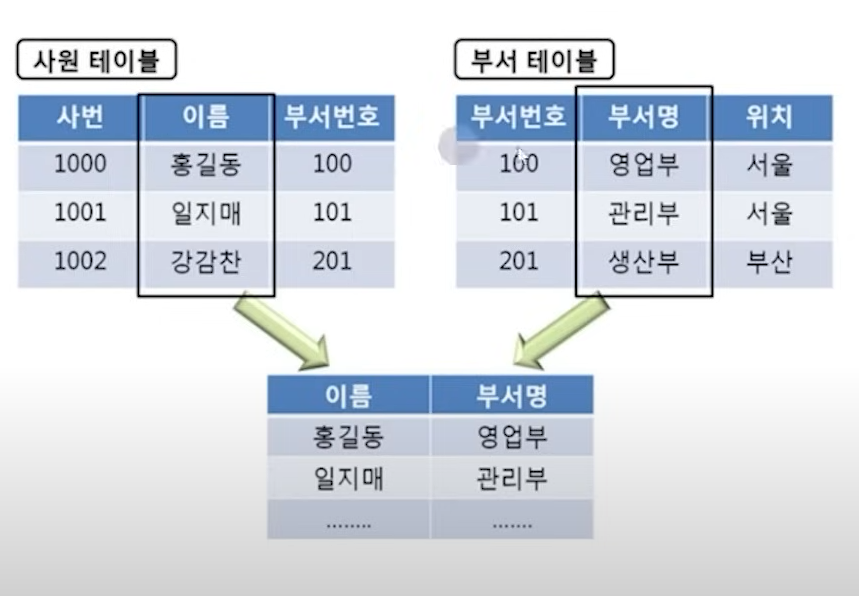 사원 테이블
사번 이름 부서번호
1000 홍길동 100
1001 일지매 101
1002 강감찬 201
부서 테이블
부서번호 부서명 위치
100 영업부 서울
101 관리부 서울
201 생산부 부산
이름 부서명
홍길동 영업부
일지매 관리부
........ .......